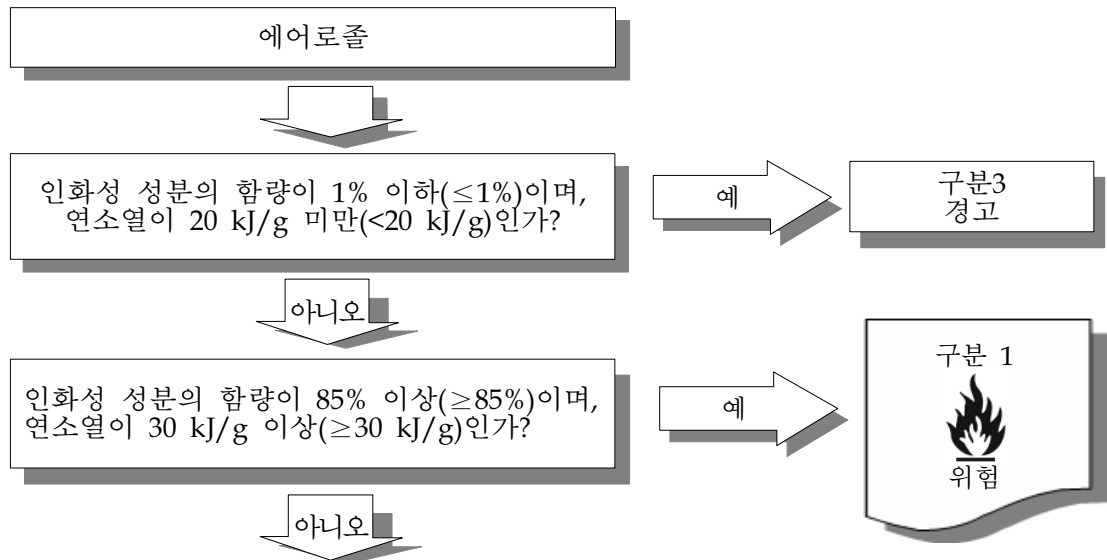 에어로졸
인화성 성분의 함량이 1% 이하(≤1%)이며,
연소열이 20 kJ/g 미만(<20 kJ/g)인가?
예
구분3
경고
아니오
인화성 성분의 함량이 85% 이상(≥85%)이며,
연소열이 30 kJ/g 이상(≥30 kJ/g)인가?
예
구분 1
위험
아니오